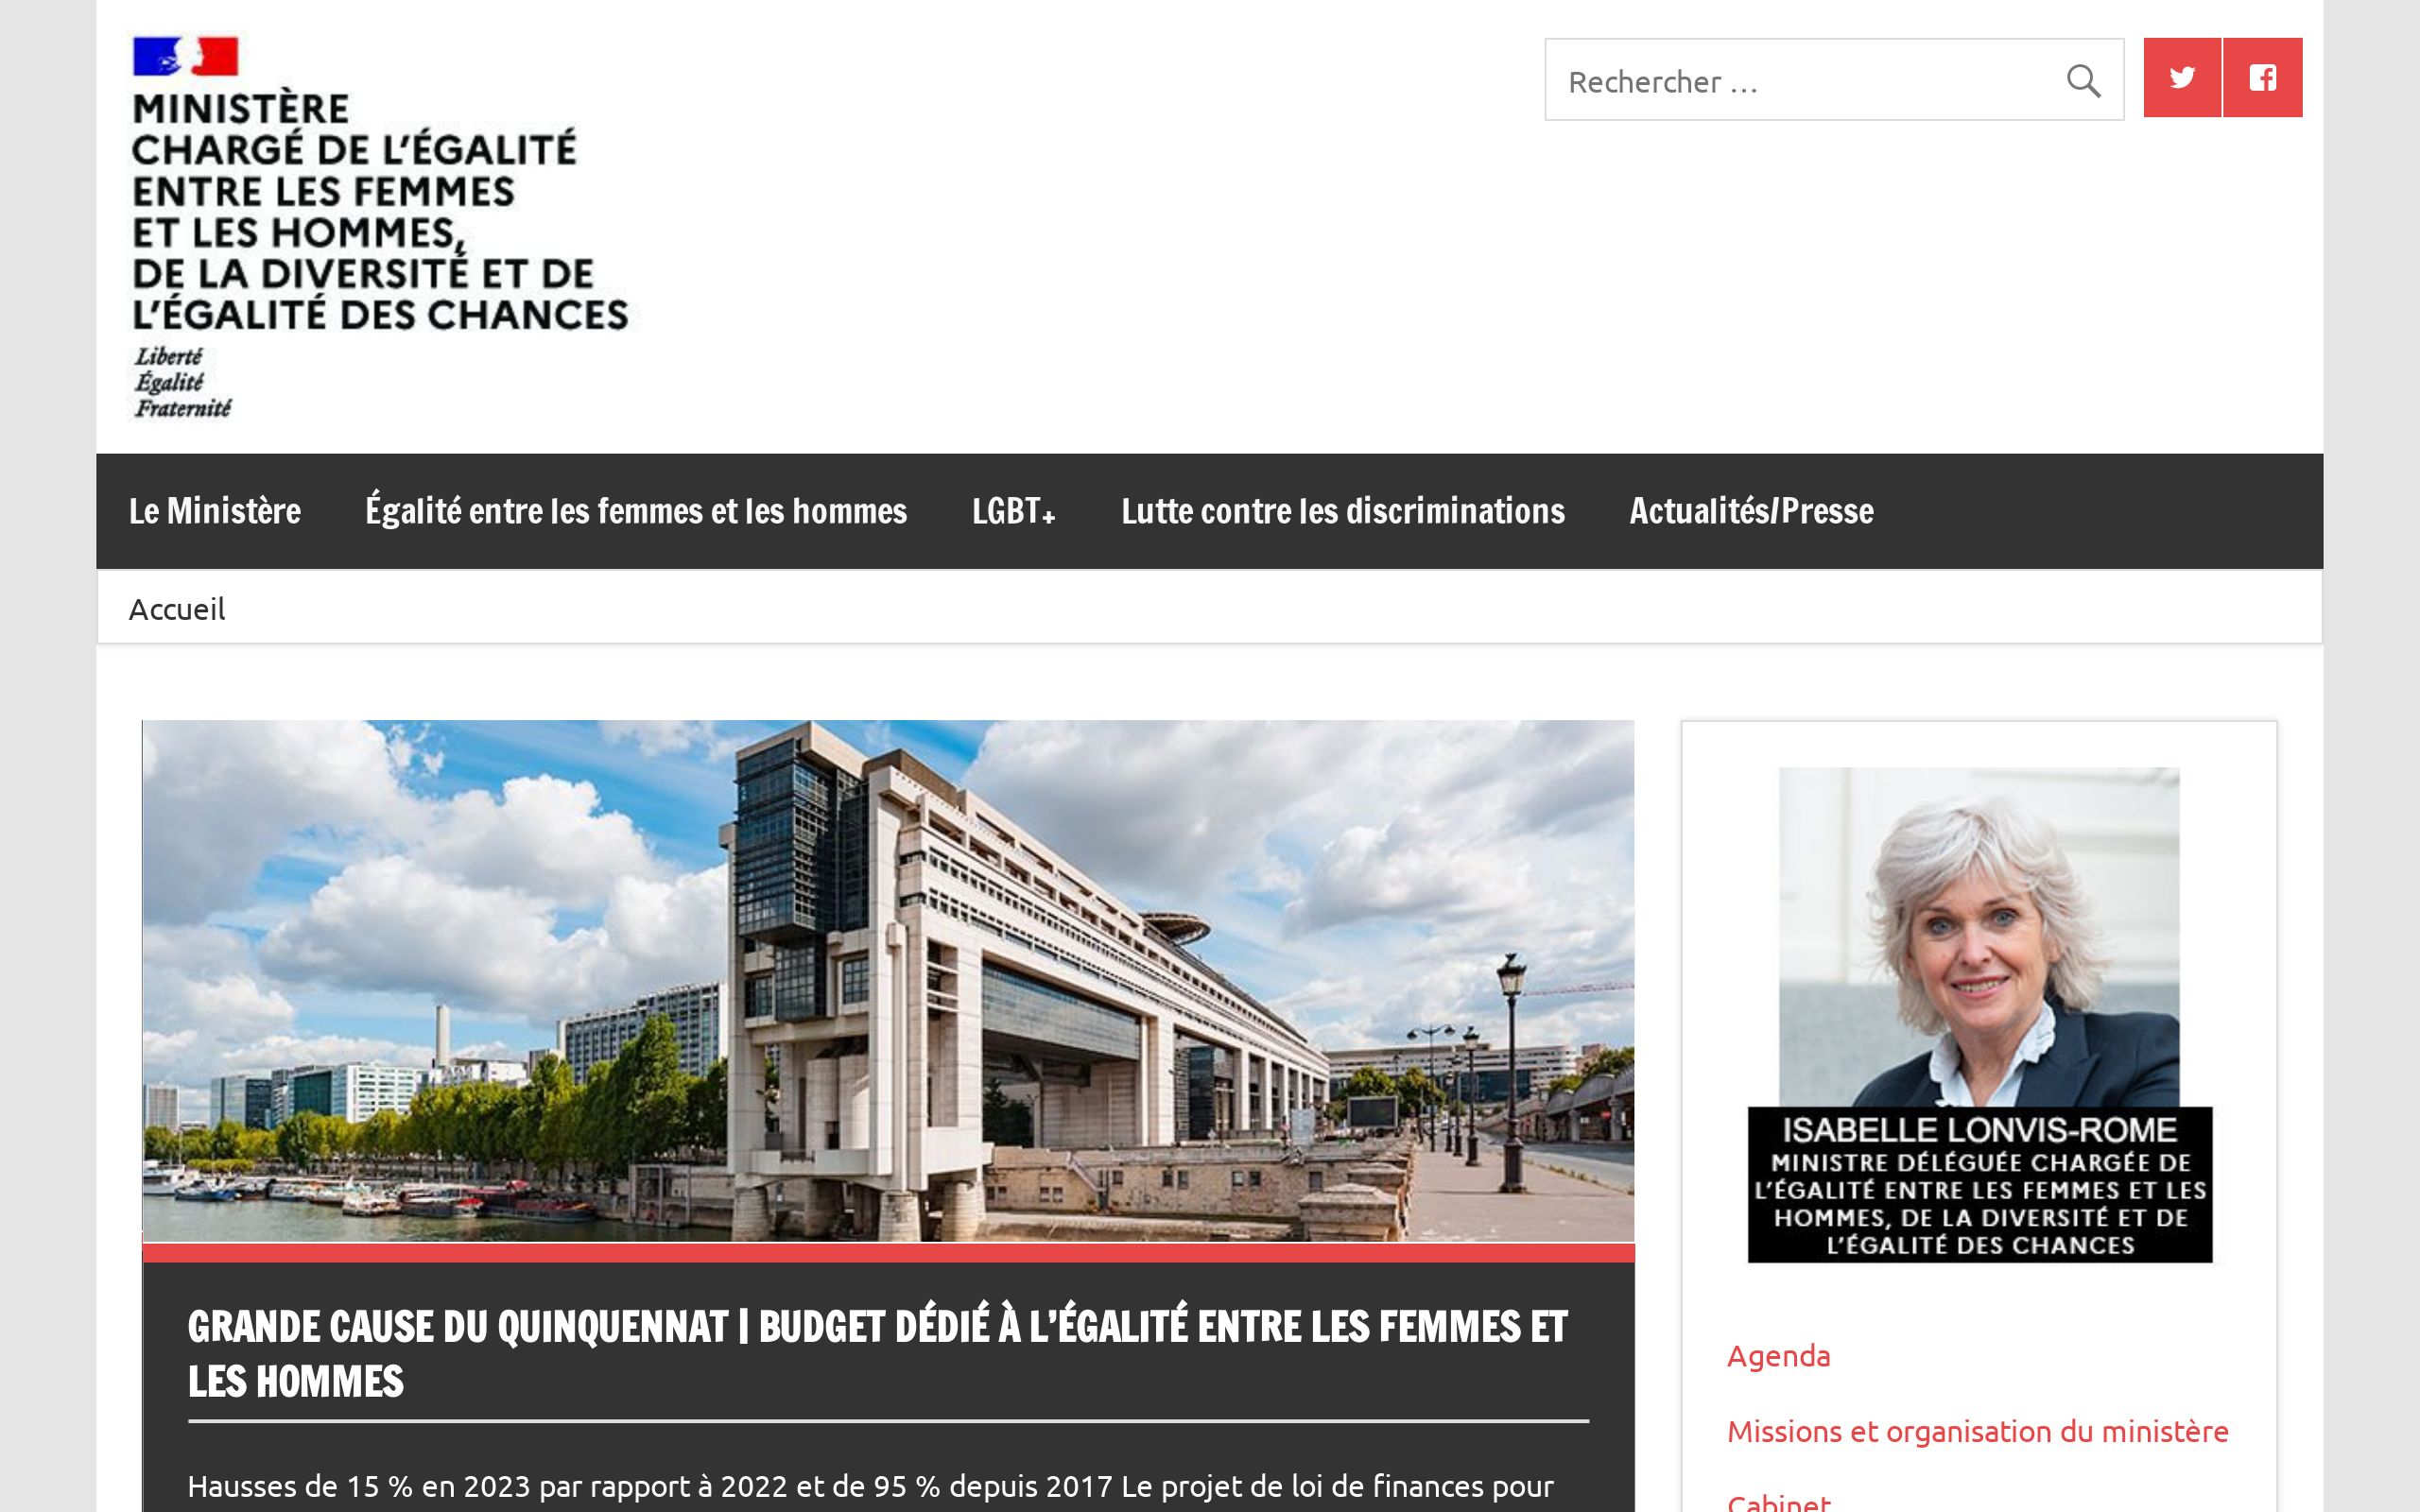 MINISTÈRE
CHARGÉ DE L'ÉGALITÉ
ENTRE LES FEMMES
ET LES HOMMES,
DE LA DIVERSITÉ ET DE
L'ÉGALITÉ DES CHANCES
Liberté
Égalité
Fraternité
Rechercher …
Le Ministère Égalité entre les femmes et les hommes LGBT+ Lutte contre les discriminations Actualités/Presse
Accueil
GRANDE CAUSE DU QUINQUENNAT | BUDGET DÉDIÉ À L'ÉGALITÉ ENTRE LES FEMMES ET
LES HOMMES
Hausses de 15 % en 2023 par rapport à 2022 et de 95 % depuis 2017 Le projet de loi de finances pour
ISABELLE LONVIS-ROME
MINISTRE DÉLÉGUÉE CHARGÉE DE
L'ÉGALITÉ ENTRE LES FEMMES ET LES
HOMMES, DE LA DIVERSITÉ ET DE
L'ÉGALITÉ DES CHANCES
Agenda
Missions et organisation du ministère
Cabinet